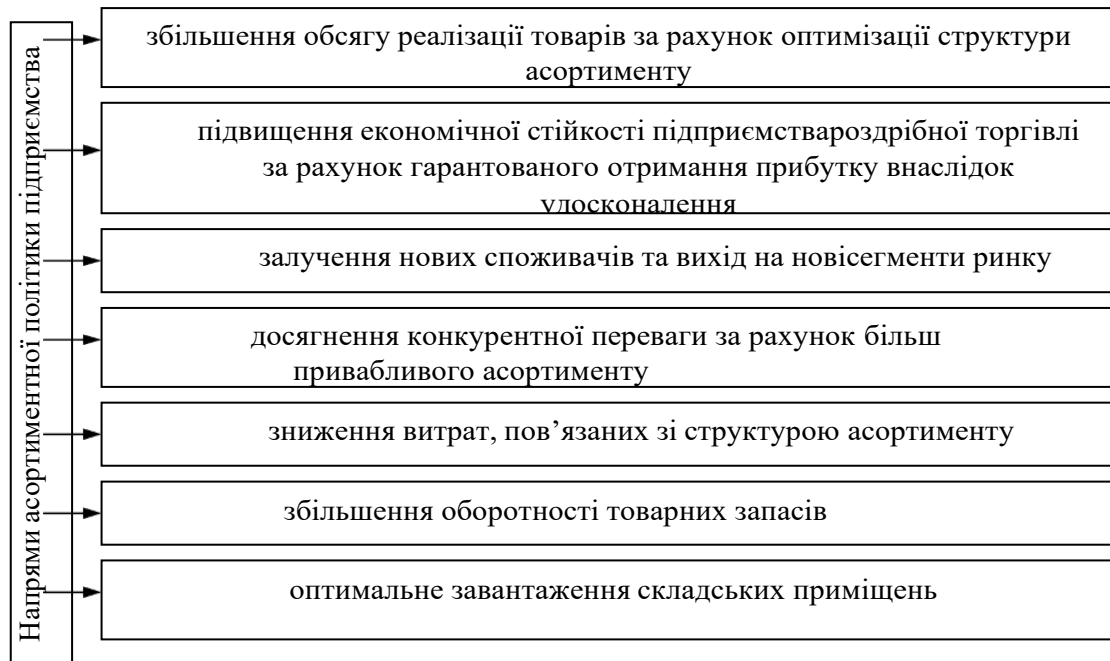 Напрями асортиментної політики підприємства
збільшення обсягу реалізації товарів за рахунок оптимізації структури
асортименту
підвищення економічної стійкості підприємствароздрібної торгівлі
за рахунок гарантованого отримання прибутку внаслідок
удосконалення
залучення нових споживачів та вихід на новісегменти ринку
досягнення конкурентної переваги за рахунок більш
привабливого асортименту
зниження витрат, пов’язаних зі структурою асортименту
збільшення оборотності товарних запасів
оптимальне завантаження складських приміщень